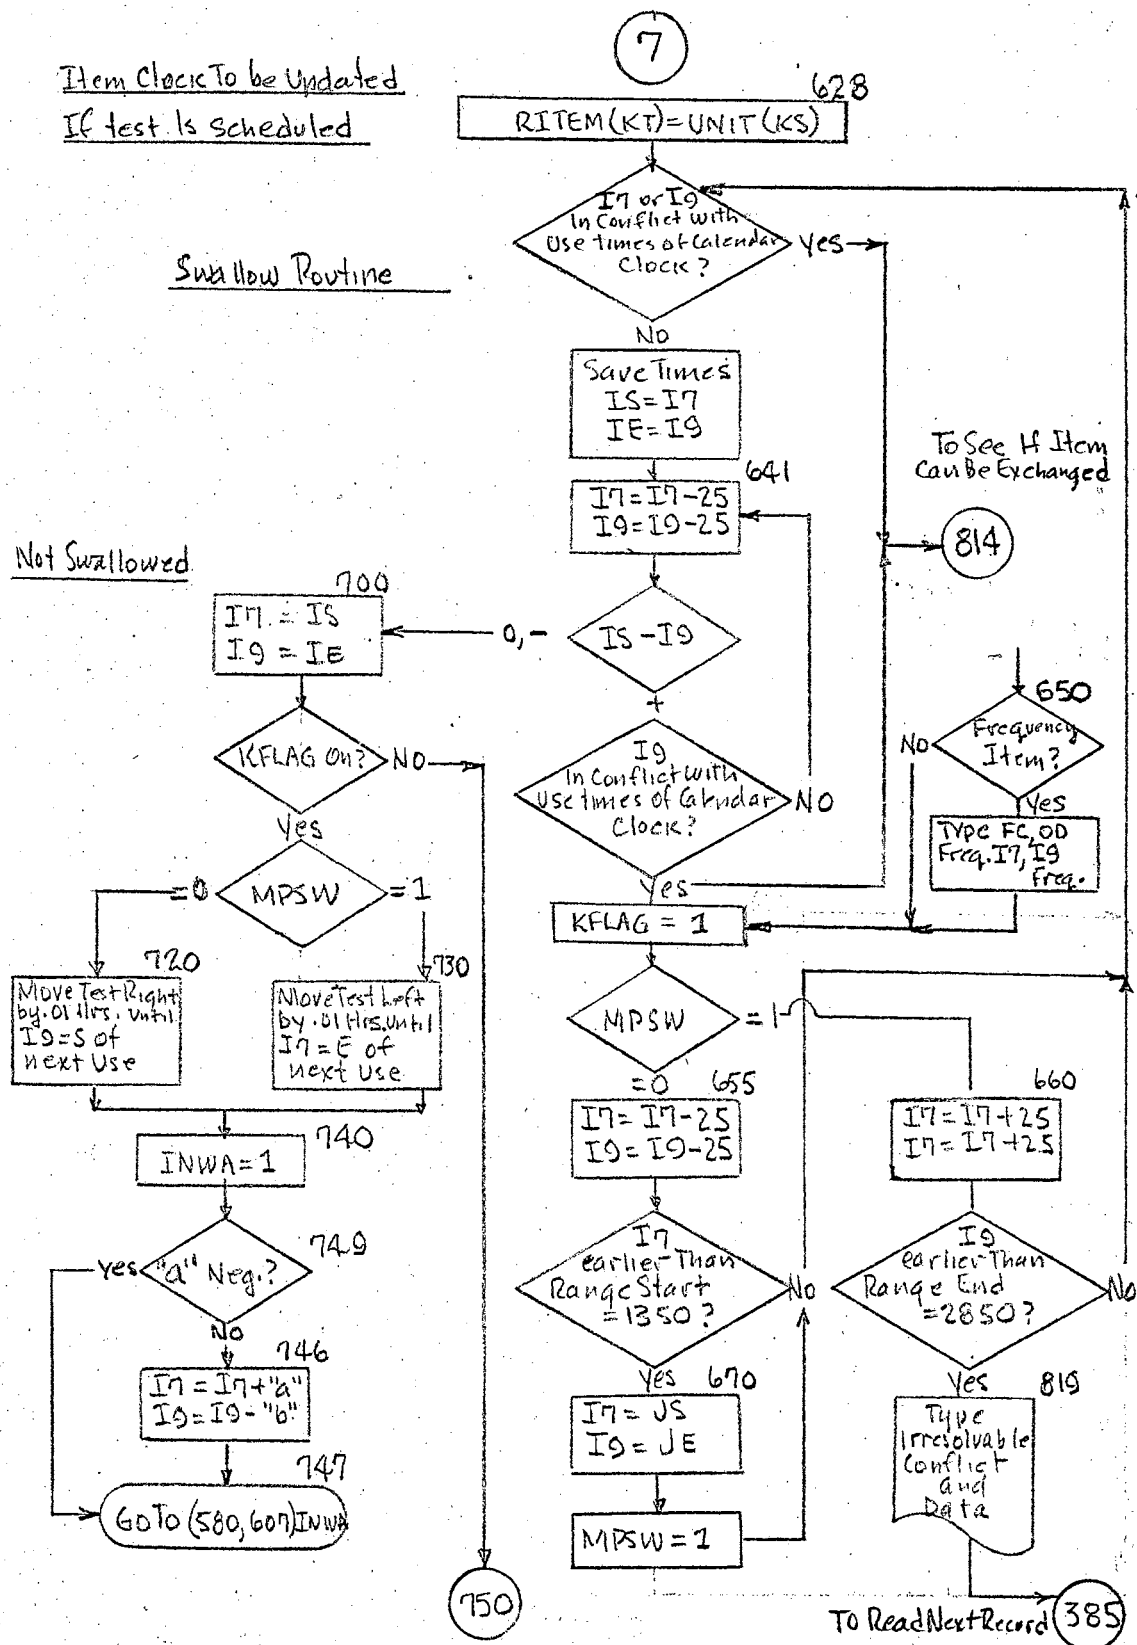 7
Item Clock To be Updated
If test Is scheduled
628
RITEM(KT)=UNIT(KS)
I7 or I9
In Conflict with
Use times of Calendar
Clock?
Yes
Swallow Routine
No
Save Times
IS=I7
IE=I9
To See If Item
Can Be Exchanged
641
I7=I7-25
I9=I9-25
814
Not Swallowed
700
I7 = IS
I9 = IE
0,-
IS-I9
+
650
Frequency
Item?
No
Yes
KFLAG On?
No
I9
In Conflict with
Use times of Calendar
Clock?
No
Type FC, OD
Freq. I7, I9
Freq.
Yes
=0
MPSW
=1
Yes
KFLAG = 1
720
Move Test Right
by .01 Hrs. until
I9=S of
next Use
730
Move Test Left
by .01 Hrs. until
I7=E of
next Use
MPSW
=1
=0
655
I7=I7-25
I9=I9-25
660
I7=I7+25
I7=I7+25
740
INWA=1
749
"a" Neg.?
yes
No
I7
earlier Than
Range Start
=1350?
No
I9
earlier Than
Range End
=2850?
No
746
I7=I7+"a"
I9=I9-"b"
Yes
670
I7=JS
I9=JE
Yes
819
Type
Irresolvable
Conflict
and
Data
747
GO TO (580,607)INWA
MPSW=1
750
To Read Next Record
385